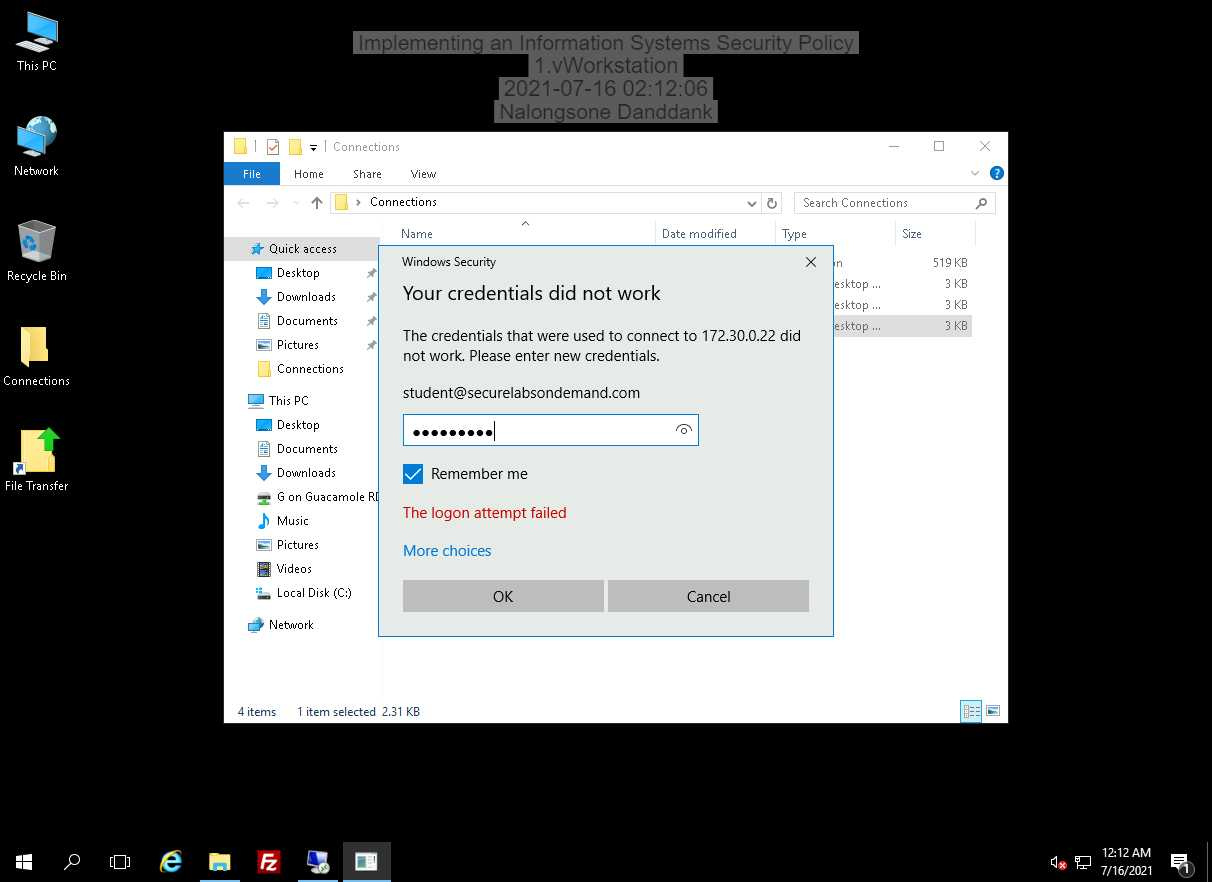 Implementing an Information Systems Security Policy
1.vWorkstation
2021-07-16 02:12:06
Nalongsone Danddank
This PC
Network
Recycle Bin
Connections
File Transfer
Connections
File Home Share View
Connections
Search Connections
Name Date modified Type Size
519 KB
3 KB
3 KB
3 KB
Quick access
Desktop
Downloads
Documents
Pictures
Connections
This PC
Desktop
Documents
Downloads
G on Guacamole
Music
Pictures
Videos
Local Disk (C:)
Network
Windows Security
Your credentials did not work
The credentials that were used to connect to 172.30.0.22 did
not work. Please enter new credentials.
student@securelabsondemand.com
Remember me
The logon attempt failed
More choices
OK Cancel
4 items 1 item selected 2.31 KB
12:12 AM
7/16/2021
1